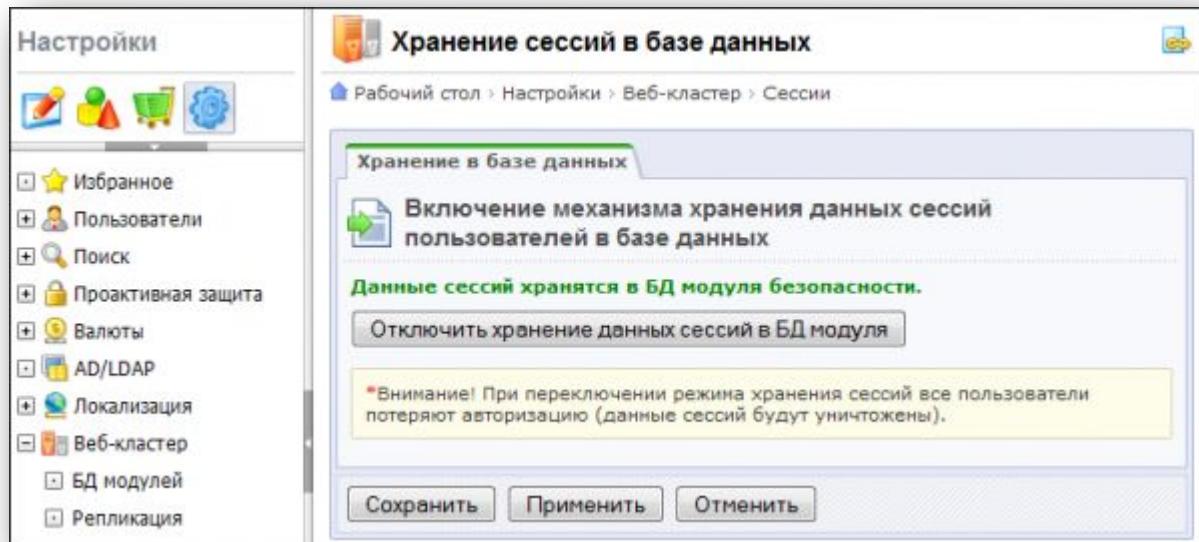 Настройки
Избранное
Пользователи
Поиск
Проактивная защита
Валюты
AD/LDAP
Локализация
Веб-кластер
БД модулей
Репликация
Хранение сессий в базе данных
Рабочий стол › Настройки › Веб-кластер › Сессии
Хранение в базе данных
Включение механизма хранения данных сессий
пользователей в базе данных
Данные сессий хранятся в БД модуля безопасности.
Отключить хранение данных сессий в БД модуля
*Внимание! При переключении режима хранения сессий все пользователи
потеряют авторизацию (данные сессий будут уничтожены).
Сохранить Применить Отменить